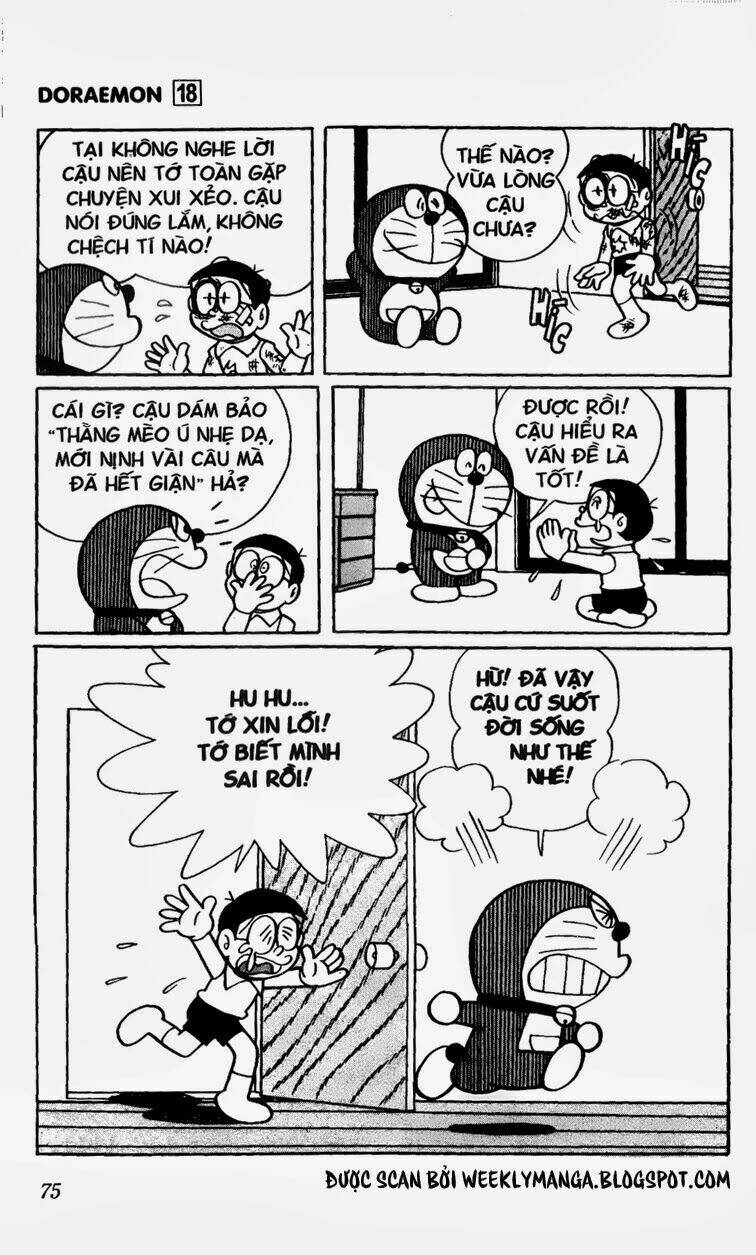 DORAEMON 18
TẠI KHÔNG NGHE LỜI
CẬU NÊN TỚ TOÀN GẶP
CHUYỆN XUI XẺO. CẬU
NÓI ĐÚNG LẮM, KHÔNG
CHỆCH TÍ NÀO!
THẾ NÀO?
VỪA LÒNG
CẬU
CHƯA?
HÍC
HÍC
CÁI GÌ? CẬU DÁM BẢO
"THẰNG MÈO Ú NHẸ DẠ,
MỚI NỊNH VÀI CÂU MÀ
ĐÃ HẾT GIẬN" HẢ?
ĐƯỢC RỒI!
CẬU HIỂU RA
VẤN ĐỀ LÀ
TỐT!
HU HU...
TỚ XIN LỖI!
TỚ BIẾT MÌNH
SAI RỒI!
HỪ! ĐÃ VẬY
CẬU CỨ SUỐT
ĐỜI SỐNG
NHƯ THẾ
NHÉ!
75
ĐƯỢC SCAN BỞI WEEKLYMANGA.BLOGSPOT.COM